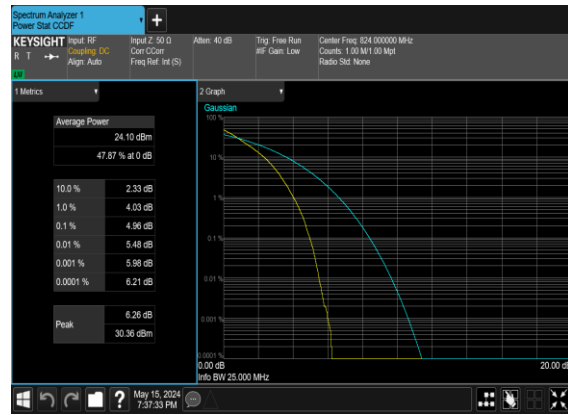 Spectrum Analyzer 1
Power Stat CCDF
+
KEYSIGHT
R T
LXI
Input: RF
Coupling: DC
Align: Auto
Input Z: 50 Ω
Corr CCorr
Freq Ref: Int (S)
Atten: 40 dB
Trig: Free Run
#IF Gain: Low
Center Freq: 824.000000 MHz
Counts: 1.00 M/1.00 Mpt
Radio Std: None
1 Metrics
Average Power
24.10 dBm
47.87 % at 0 dB
10.0 % 2.33 dB
1.0 % 4.03 dB
0.1 % 4.96 dB
0.01 % 5.48 dB
0.001 % 5.98 dB
0.0001 % 6.21 dB
Peak
6.26 dB
30.36 dBm
2 Graph
Gaussian
100 %
10 %
1 %
0.1 %
0.01 %
0.001 %
0.0001 %
0.00 dB
20.00 dB
Info BW 25.000 MHz
?
May 15, 2024
7:37:33 PM